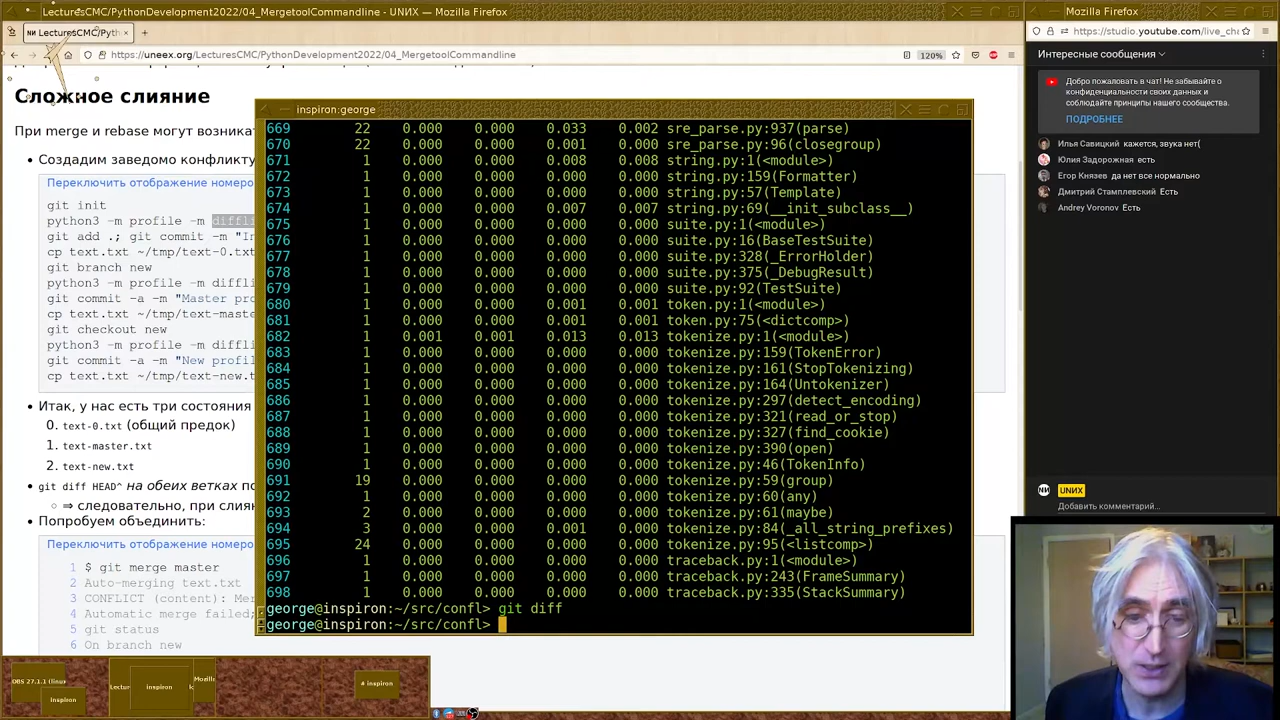 04_MergetoolCommandline
LecturesCMC/PythonDevelopment2022/04_MergetoolCommandline - UNИX — Mozilla Firefox
Mozilla Firefox
LecturesCMC/Pyth
https://uneex.org/LecturesCMC/PythonDevelopment2022/04_MergetoolCommandline
120%
https://studio.youtube.com/live_cha
Сложное слияние
При merge и rebase могут возникат
Создадим заведомо конфликту
Переключить отображение номеро
git init
python3 -m profile -m diffli
git add .; git commit -m "In
cp text.txt ~/tmp/text-0.txt
git branch new
python3 -m profile -m diffli
git commit -a -m "Master pro
cp text.txt ~/tmp/text-mast
git checkout new
python3 -m profile -m diffli
git commit -a -m "New profil
cp text.txt ~/tmp/text-new.t
Итак, у нас есть три состояния
0. text-0.txt (общий предок)
1. text-master.txt
2. text-new.txt
git diff HEAD^ на обеих ветках по
⇒ следовательно, при слиян
Попробуем объединить:
Переключить отображение номеро
1 $ git merge master
2 Auto-merging text.txt
3 CONFLICT (content): Mer
4 Automatic merge failed;
5 git status
6 On branch new
inspiron:george
669 22 0.000 0.000 0.033 0.002 sre_parse.py:937(parse)
670 22 0.000 0.000 0.001 0.000 sre_parse.py:96(closegroup)
671 1 0.000 0.000 0.008 0.008 string.py:1(<module>)
672 1 0.000 0.000 0.000 0.000 string.py:159(Formatter)
673 1 0.000 0.000 0.000 0.000 string.py:57(Template)
674 1 0.000 0.000 0.007 0.007 string.py:69(__init_subclass__)
675 1 0.000 0.000 0.000 0.000 suite.py:1(<module>)
676 1 0.000 0.000 0.000 0.000 suite.py:16(BaseTestSuite)
677 1 0.000 0.000 0.000 0.000 suite.py:328(_ErrorHolder)
678 1 0.000 0.000 0.000 0.000 suite.py:375(_DebugResult)
679 1 0.000 0.000 0.000 0.000 suite.py:92(TestSuite)
680 1 0.000 0.000 0.001 0.001 token.py:1(<module>)
681 1 0.000 0.000 0.001 0.001 token.py:75(<dictcomp>)
682 1 0.001 0.001 0.013 0.013 tokenize.py:1(<module>)
683 1 0.000 0.000 0.000 0.000 tokenize.py:159(TokenError)
684 1 0.000 0.000 0.000 0.000 tokenize.py:161(StopTokenizing)
685 1 0.000 0.000 0.000 0.000 tokenize.py:164(Untokenizer)
686 1 0.000 0.000 0.000 0.000 tokenize.py:297(detect_encoding)
687 1 0.000 0.000 0.000 0.000 tokenize.py:321(read_or_stop)
688 1 0.000 0.000 0.000 0.000 tokenize.py:327(find_cookie)
689 1 0.000 0.000 0.000 0.000 tokenize.py:390(open)
690 1 0.000 0.000 0.000 0.000 tokenize.py:46(TokenInfo)
691 19 0.000 0.000 0.000 0.000 tokenize.py:59(group)
692 1 0.000 0.000 0.000 0.000 tokenize.py:60(any)
693 2 0.000 0.000 0.000 0.000 tokenize.py:61(maybe)
694 3 0.000 0.000 0.001 0.000 tokenize.py:84(_all_string_prefixes)
695 24 0.000 0.000 0.000 0.000 tokenize.py:95(<listcomp>)
696 1 0.000 0.000 0.000 0.000 traceback.py:1(<module>)
697 1 0.000 0.000 0.000 0.000 traceback.py:243(FrameSummary)
698 1 0.000 0.000 0.000 0.000 traceback.py:335(StackSummary)
george@inspiron:~/src/confl> git diff
george@inspiron:~/src/confl>
Интересные сообщения
Добро пожаловать в чат! Не забывайте о
конфиденциальности своих данных и
соблюдайте принципы нашего сообщества.
ПОДРОБНЕЕ
Илья Савицкий кажется, звука нет(
Юлия Задорожная есть
Егор Князев да нет все нормально
Дмитрий Стамплевский Есть
Andrey Voronov Есть
UNИX
Добавить комментарий...
OBS 27.1.1 (linu
inspiron
Lectur
inspiron
Mozill
# inspiron